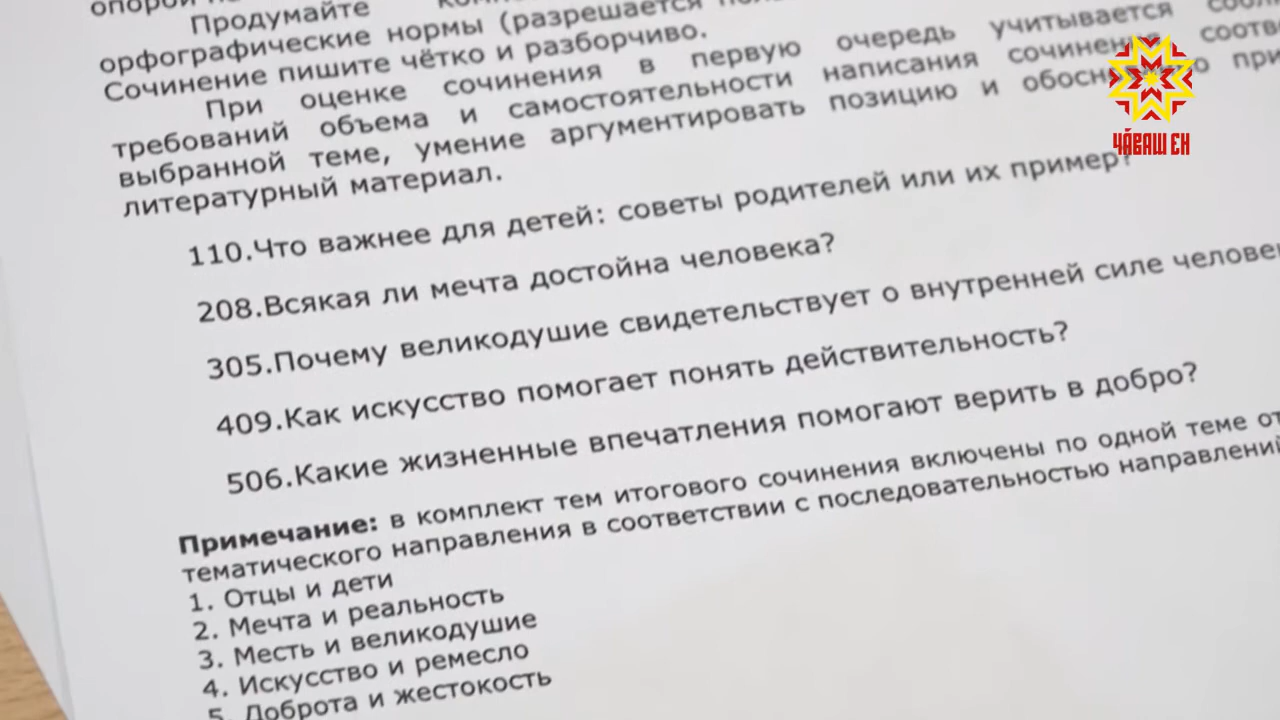 опорой
Продумайте
орфографические нормы (разрешается
Сочинение пишите чётко и разборчиво.
При оценке сочинения в первую очередь учитывается
требований объема и самостоятельности написания сочинения,
выбранной теме, умение аргументировать позицию и
литературный материал.
110.Что важнее для детей: советы родителей или их пример?
208.Всякая ли мечта достойна человека?
305.Почему великодушие свидетельствует о внутренней силе
409.Как искусство помогает понять действительность?
506.Какие жизненные впечатления помогают верить в добро?
Примечание: в комплект тем итогового сочинения включены по одной теме от
тематического направления в соответствии с последовательностью направлений
1. Отцы и дети
2. Мечта и реальность
3. Месть и великодушие
4. Искусство и ремесло
5. Доброта и жестокость
ЧӐВАШ ЕН